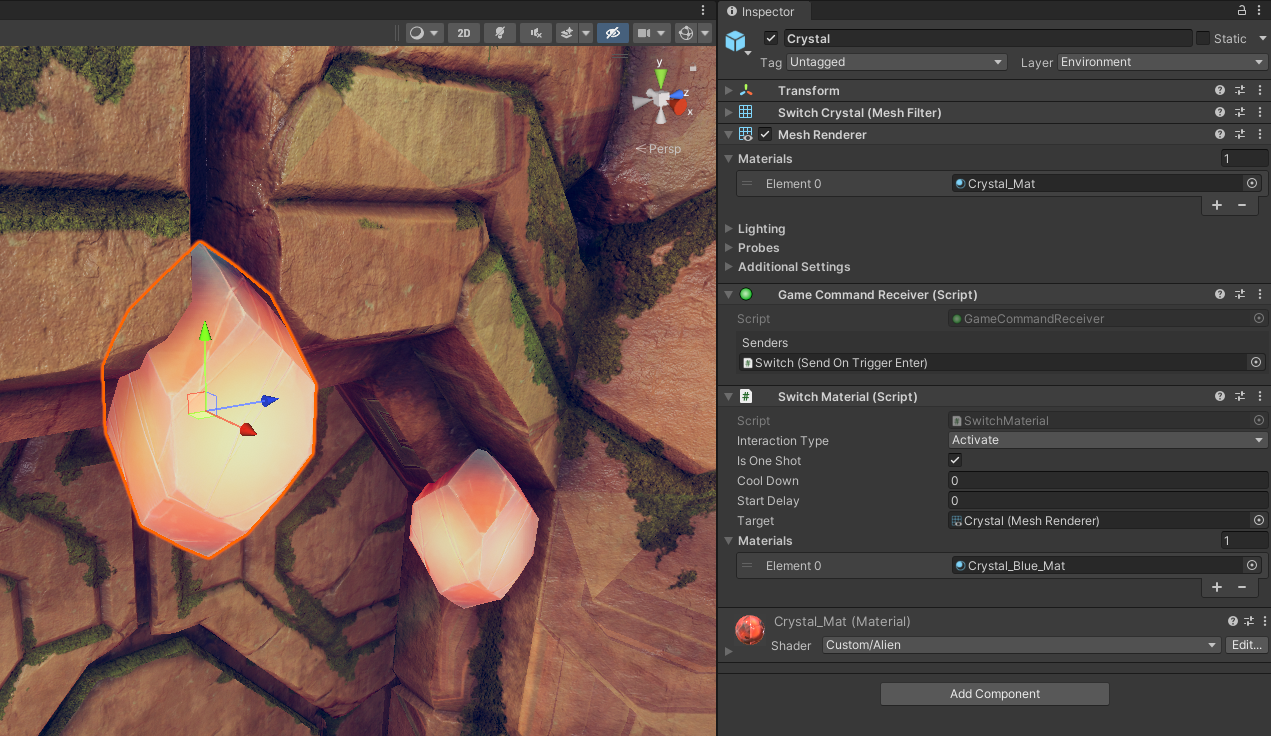 Inspector
2D
Crystal
Static
Tag Untagged Layer Environment
y
z
x
Persp
Transform
Switch Crystal (Mesh Filter)
Mesh Renderer
Materials 1
Element 0 Crystal_Mat
Lighting
Probes
Additional Settings
Game Command Receiver (Script)
Script GameCommandReceiver
Senders
# Switch (Send On Trigger Enter)
# Switch Material (Script)
Script # SwitchMaterial
Interaction Type Activate
Is One Shot
Cool Down 0
Start Delay 0
Target Crystal (Mesh Renderer)
Materials 1
Element 0 Crystal_Blue_Mat
Crystal_Mat (Material)
Shader Custom/Alien Edit...
Add Component